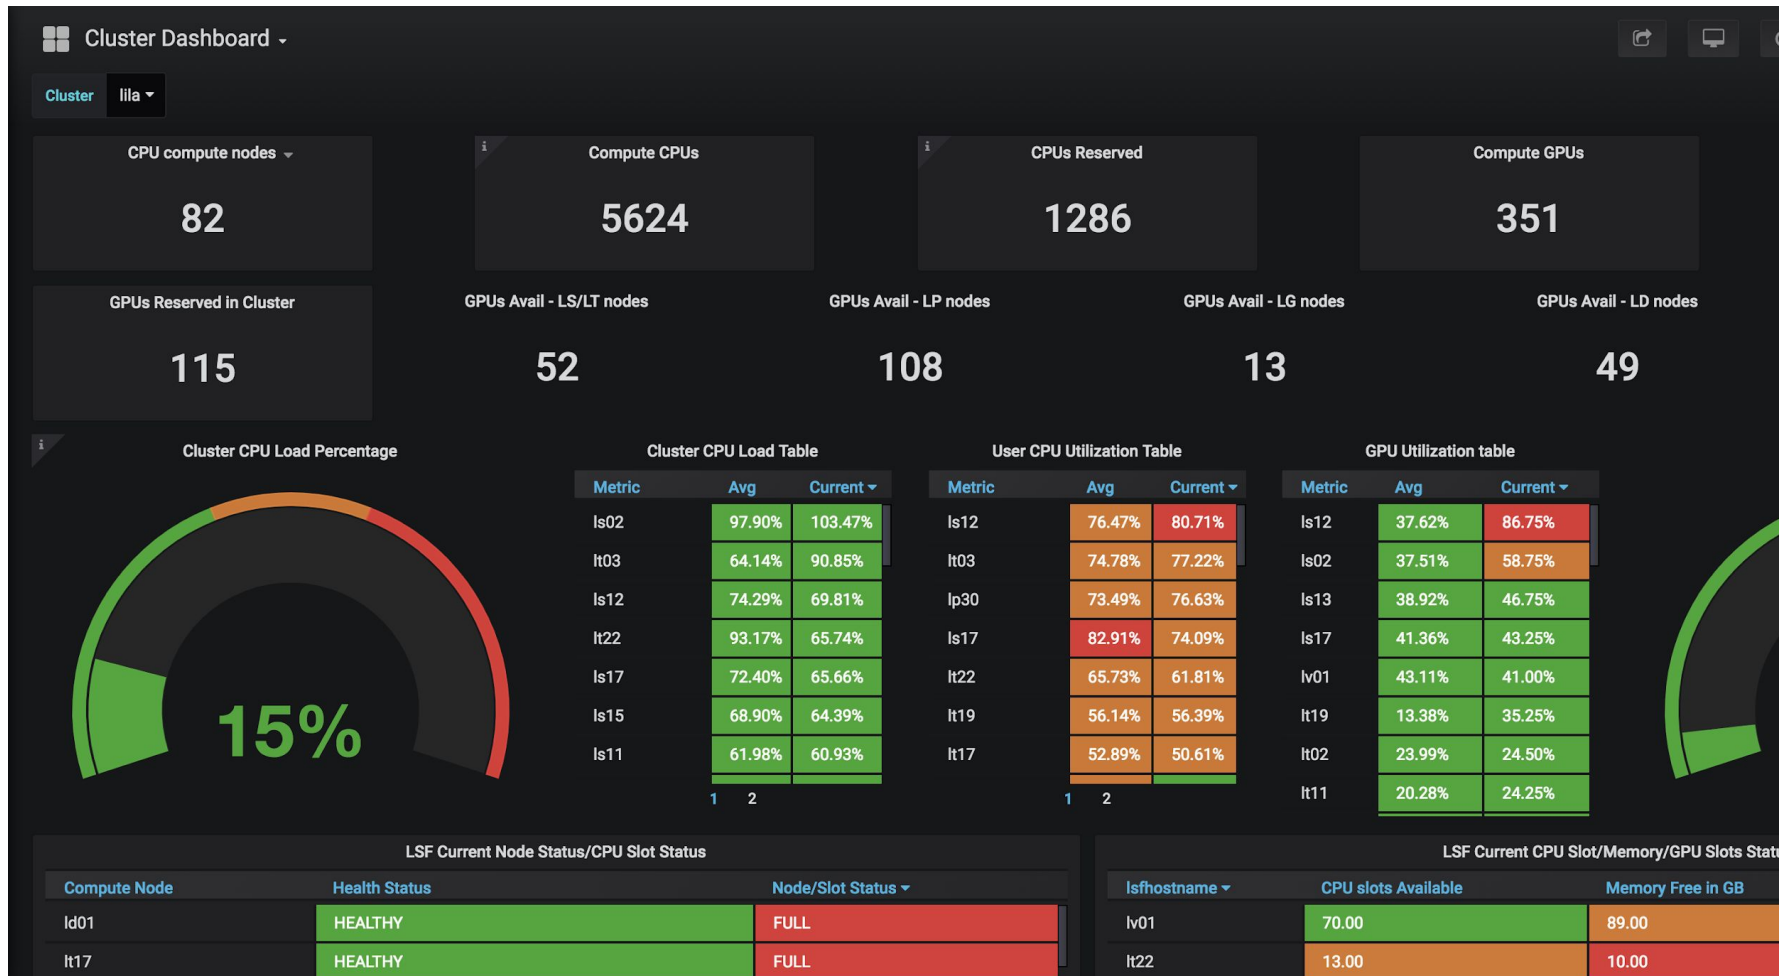 Cluster Dashboard
Cluster lila
CPU compute nodes
82
Compute CPUs
5624
CPUs Reserved
1286
Compute GPUs
351
GPUs Reserved in Cluster
115
GPUs Avail - LS/LT nodes
52
GPUs Avail - LP nodes
108
GPUs Avail - LG nodes
13
GPUs Avail - LD nodes
49
Cluster CPU Load Percentage
15%
Cluster CPU Load Table
Metric Avg Current
ls02 97.90% 103.47%
lt03 64.14% 90.85%
ls12 74.29% 69.81%
lt22 93.17% 65.74%
ls17 72.40% 65.66%
ls15 68.90% 64.39%
ls11 61.98% 60.93%
1 2
User CPU Utilization Table
Metric Avg Current
ls12 76.47% 80.71%
lt03 74.78% 77.22%
lp30 73.49% 76.63%
ls17 82.91% 74.09%
lt22 65.73% 61.81%
lt19 56.14% 56.39%
lt17 52.89% 50.61%
1 2
GPU Utilization table
Metric Avg Current
ls12 37.62% 86.75%
ls02 37.51% 58.75%
ls13 38.92% 46.75%
ls17 41.36% 43.25%
lv01 43.11% 41.00%
lt19 13.38% 35.25%
lt02 23.99% 24.50%
lt11 20.28% 24.25%
LSF Current Node Status/CPU Slot Status
Compute Node Health Status Node/Slot Status
ld01 HEALTHY FULL
lt17 HEALTHY FULL
LSF Current CPU Slot/Memory/GPU Slots Statu
lsfhostname CPU slots Available Memory Free in GB
lv01 70.00 89.00
lt22 13.00 10.00